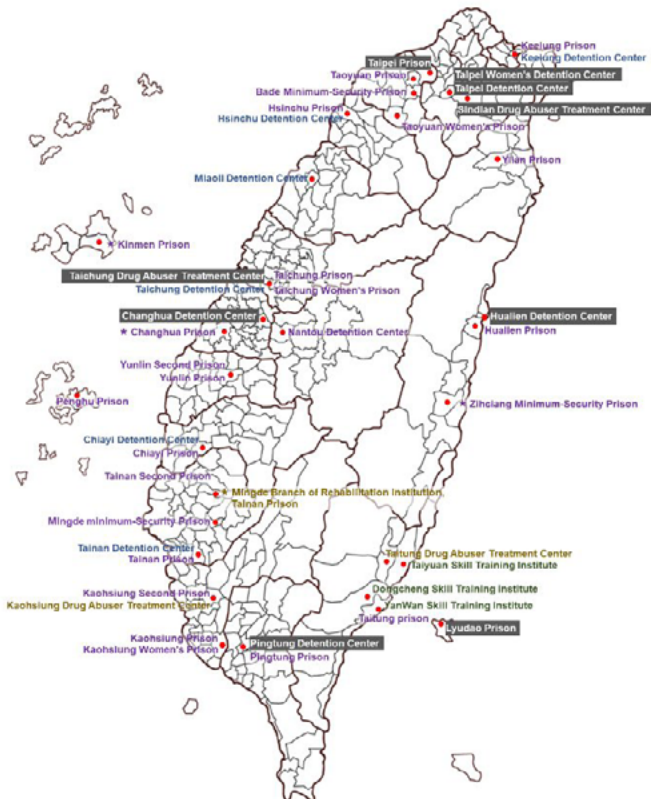 Keelung Prison
Keelung Detention Center
Taipei Prison
Taoyuan Prison
Taipei Women's Detention Center
Bade Minimum-Security Prison
Taipei Detention Center
Sindian Drug Abuser Treatment Center
Hsinchu Prison
Hsinchu Detention Center
Taoyuan Women's Prison
Yilan Prison
Miaoli Detention Center
★ Kinmen Prison
Taichung Drug Abuser Treatment Center
Taichung Prison
Taichung Detention Center
Taichung Women's Prison
Changhua Detention Center
★ Changhua Prison
Nantou Detention Center
Hualien Detention Center
Hualien Prison
Yunlin Second Prison
Yunlin Prison
Penghu Prison
★ Zihciang Minimum-Security Prison
Chiayi Detention Center
Chiayi Prison
Tainan Second Prison
★ Mingde Branch of Rehabilitation Institution,
Tainan Prison
Mingde minimum-Security Prison
Tainan Detention Center
Tainan Prison
Taitung Drug Abuser Treatment Center
Taiyuan Skill Training Institute
Kaohsiung Second Prison
Kaohsiung Drug Abuser Treatment Center
Dongcheng Skill Training Institute
YanWan Skill Training Institute
Taitung prison
Lyudao Prison
Kaohsiung Prison
Kaohsiung Women's Prison
Pingtung Detention Center
Pingtung Prison